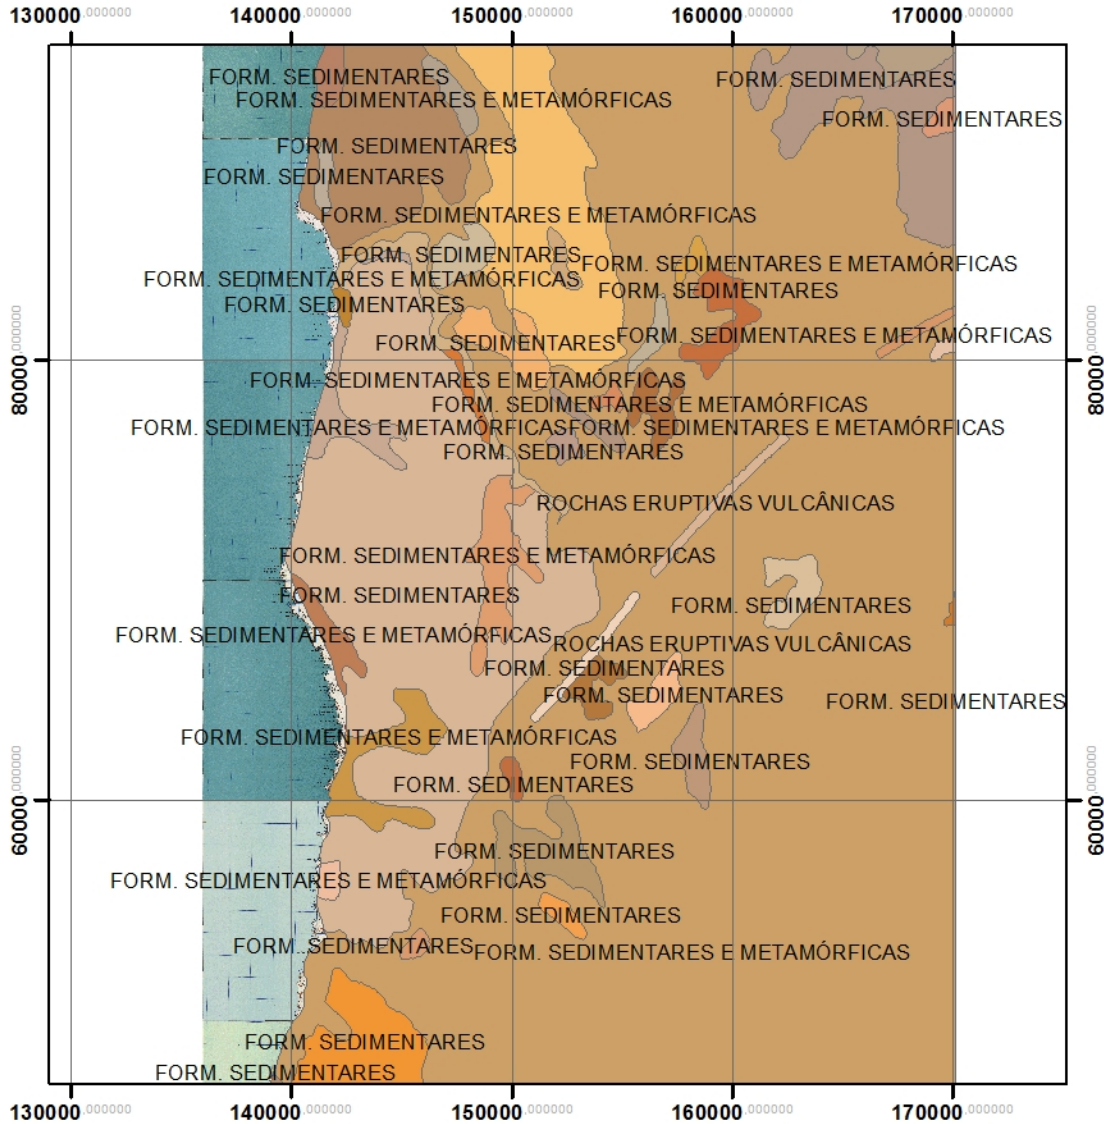 130000,000000 140000,000000 150000,000000 160000,000000 170000,000000
FORM. SEDIMENTARES
FORM. SEDIMENTARES
FORM. SEDIMENTARES E METAMÓRFICAS
FORM. SEDIMENTARES
FORM. SEDIMENTARES
FORM. SEDIMENTARES
FORM. SEDIMENTARES E METAMÓRFICAS
FORM. SEDIMENTARES
FORM. SEDIMENTARES E METAMÓRFICAS
FORM. SEDIMENTARES E METAMÓRFICAS
FORM. SEDIMENTARES
FORM. SEDIMENTARES
FORM. SEDIMENTARES E METAMÓRFICAS
FORM. SEDIMENTARES
80000,000000
80000,000000
FORM. SEDIMENTARES E METAMÓRFICAS
FORM. SEDIMENTARES E METAMÓRFICAS
FORM. SEDIMENTARES E METAMÓRFICAS
FORM. SEDIMENTARES E METAMÓRFICAS
FORM. SEDIMENTARES
ROCHAS ERUPTIVAS VULCÂNICAS
FORM. SEDIMENTARES E METAMÓRFICAS
FORM. SEDIMENTARES
FORM. SEDIMENTARES
FORM. SEDIMENTARES E METAMÓRFICAS
ROCHAS ERUPTIVAS VULCÂNICAS
FORM. SEDIMENTARES
FORM. SEDIMENTARES
FORM. SEDIMENTARES
FORM. SEDIMENTARES E METAMÓRFICAS
FORM. SEDIMENTARES
FORM. SEDIMENTARES
60000,000000
60000,000000
FORM. SEDIMENTARES
FORM. SEDIMENTARES E METAMÓRFICAS
FORM. SEDIMENTARES
FORM. SEDIMENTARES
FORM. SEDIMENTARES E METAMÓRFICAS
FORM. SEDIMENTARES
FORM. SEDIMENTARES
130000,000000 140000,000000 150000,000000 160000,000000 170000,000000